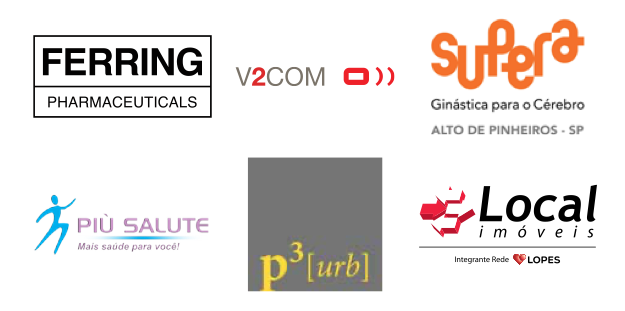 FERRING
PHARMACEUTICALS
V2COM
supera
Ginástica para o Cérebro
ALTO DE PINHEIROS - SP
PIÙ SALUTE
Mais saúde para você!
p³[urb]
Local
imóveis
Integrante Rede LOPES